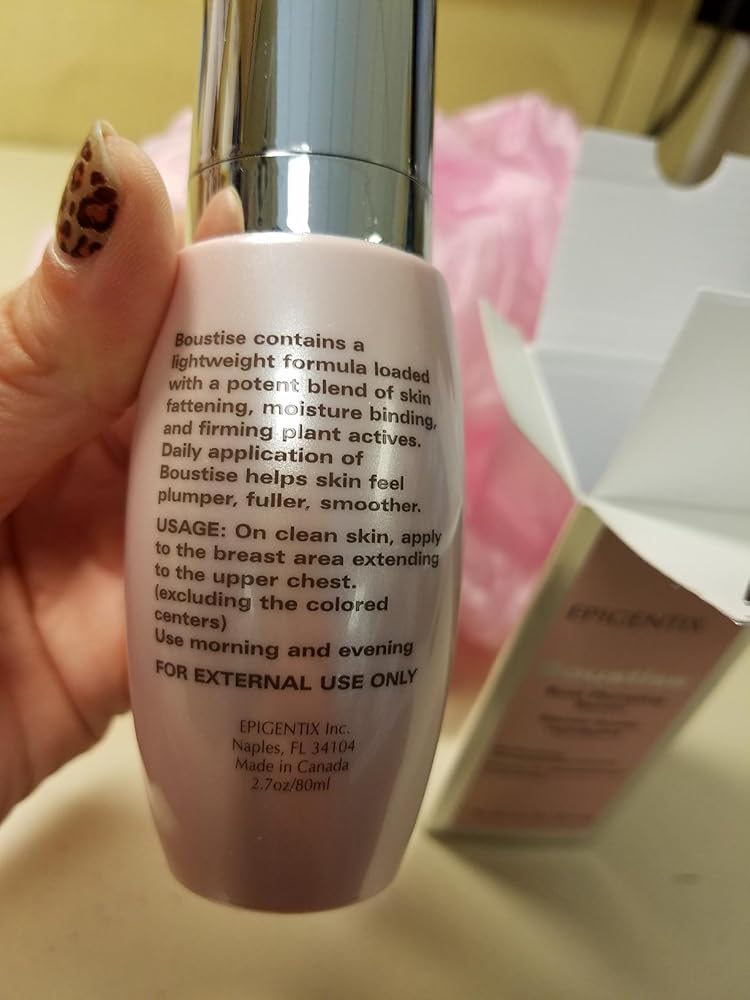 Boustise contains a
lightweight formula loaded
with a potent blend of skin
fattening, moisture binding,
and firming plant actives.
Daily application of
Boustise helps skin feel
plumper, fuller, smoother.
USAGE: On clean skin, apply
to the breast area extending
to the upper chest.
(excluding the colored
centers)
Use morning and evening
FOR EXTERNAL USE ONLY
EPIGENTIX Inc.
Naples, FL 34104
Made in Canada
2.7oz/80ml
EPIGENTIX
Boustise